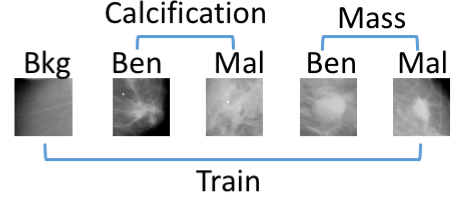 Calcification
Mass
Bkg Ben Mal Ben Mal
Train